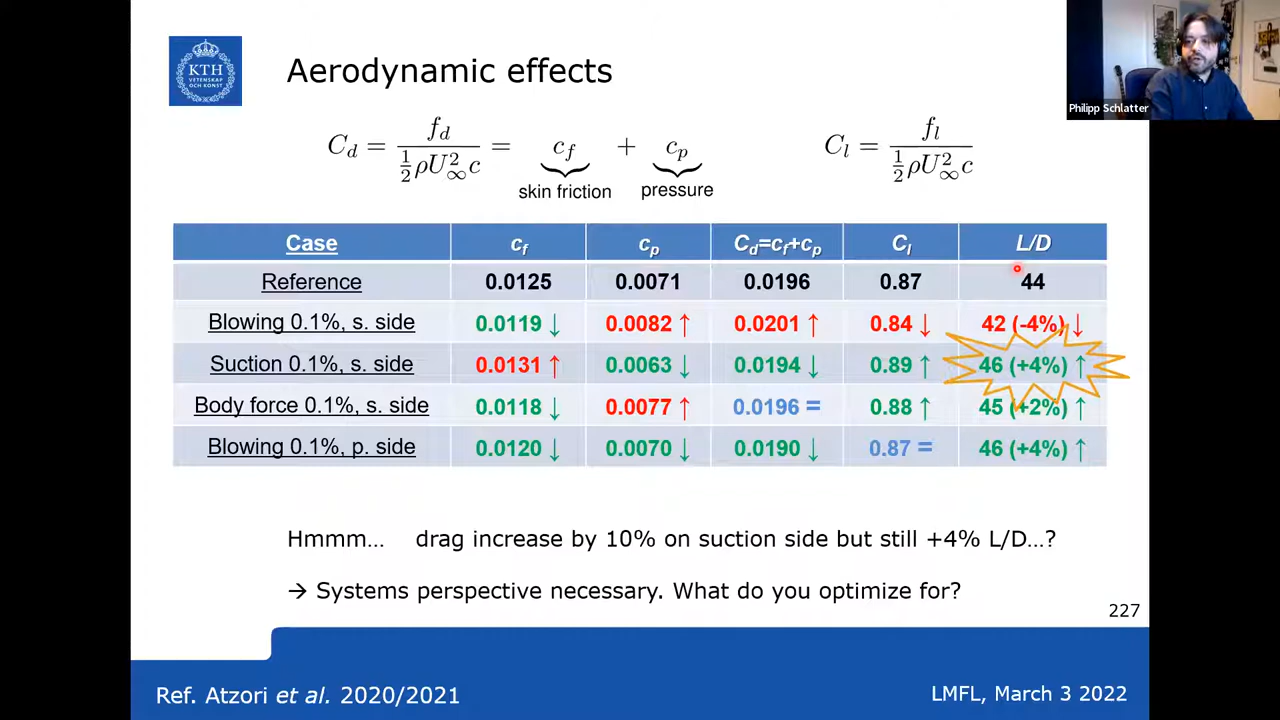 Philipp Schlatter
KTH
VETENSKAP
OCH KONST
Aerodynamic effects
C_d = f_d / (½ρU_∞²c) = c_f + c_p
skin friction pressure
C_l = f_l / (½ρU_∞²c)
Case c_f c_p C_d=c_f+c_p C_l L/D
Reference 0.0125 0.0071 0.0196 0.87 44
Blowing 0.1%, s. side 0.0119 ↓ 0.0082 ↑ 0.0201 ↑ 0.84 ↓ 42 (-4%) ↓
Suction 0.1%, s. side 0.0131 ↑ 0.0063 ↓ 0.0194 ↓ 0.89 ↑ 46 (+4%) ↑
Body force 0.1%, s. side 0.0118 ↓ 0.0077 ↑ 0.0196 = 0.88 ↑ 45 (+2%) ↑
Blowing 0.1%, p. side 0.0120 ↓ 0.0070 ↓ 0.0190 ↓ 0.87 = 46 (+4%) ↑
Hmmm… drag increase by 10% on suction side but still +4% L/D…?
→ Systems perspective necessary. What do you optimize for?
227
Ref. Atzori et al. 2020/2021
LMFL, March 3 2022